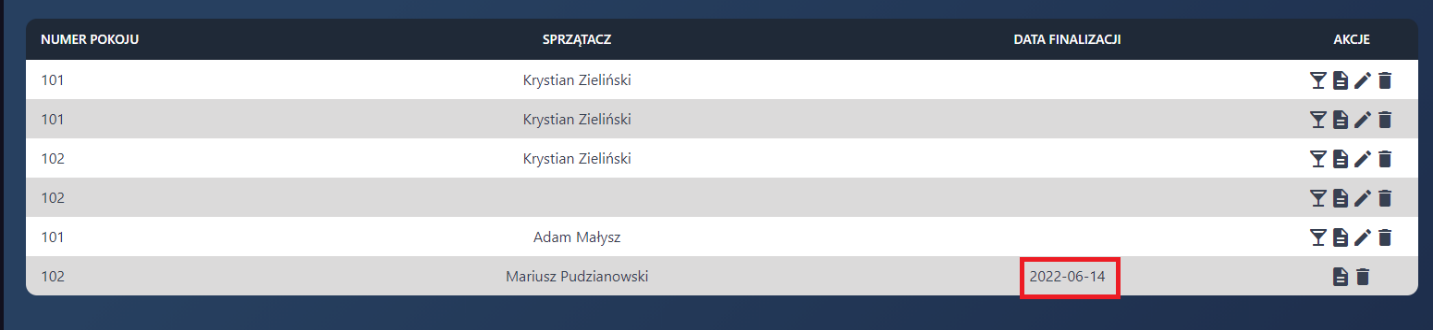 NUMER POKOJU SPRZĄTACZ DATA FINALIZACJI AKCJE
101 Krystian Zieliński
101 Krystian Zieliński
102 Krystian Zieliński
102
101 Adam Małysz
102 Mariusz Pudzianowski 2022-06-14